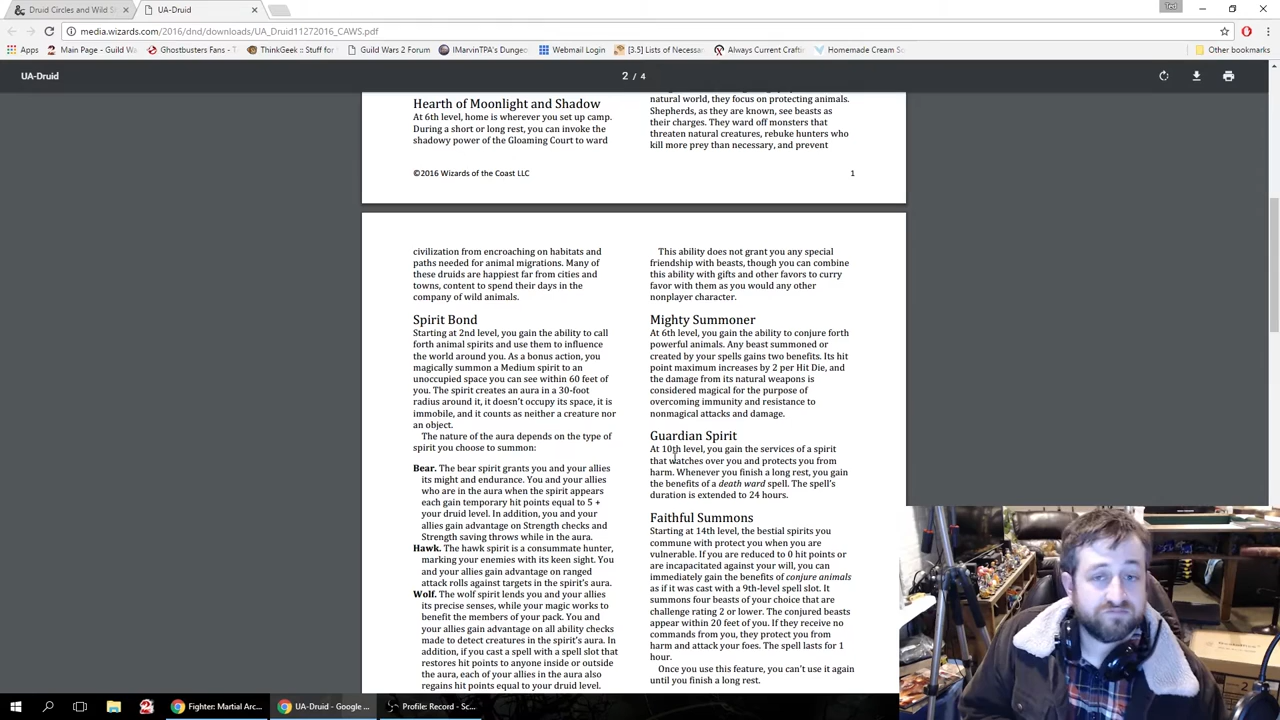 Druid Circles and Wild S
UA-Druid
Ted
media.wizards.com/2016/dnd/downloads/UA_Druid11272016_CAWS.pdf
Apps
Main Page - Guild Wa
Ghostbusters Fans - T
ThinkGeek :: Stuff for
Guild Wars 2 Forum
IMarvinTPA's Dungeo
Webmail Login
[3.5] Lists of Necessar
Always Current Crafti
Homemade Cream So
Other bookmarks
UA-Druid
2 / 4
Hearth of Moonlight and Shadow
At 6th level, home is wherever you set up camp.
During a short or long rest, you can invoke the
shadowy power of the Gloaming Court to ward
natural world, they focus on protecting animals.
Shepherds, as they are known, see beasts as
their charges. They ward off monsters that
threaten natural creatures, rebuke hunters who
kill more prey than necessary, and prevent
©2016 Wizards of the Coast LLC
1
civilization from encroaching on habitats and
paths needed for animal migrations. Many of
these druids are happiest far from cities and
towns, content to spend their days in the
company of wild animals.
Spirit Bond
Starting at 2nd level, you gain the ability to call
forth animal spirits and use them to influence
the world around you. As a bonus action, you
magically summon a Medium spirit to an
unoccupied space you can see within 60 feet of
you. The spirit creates an aura in a 30-foot
radius around it, it doesn't occupy its space, it is
immobile, and it counts as neither a creature nor
an object.
The nature of the aura depends on the type of
spirit you choose to summon:
Bear. The bear spirit grants you and your allies
its might and endurance. You and your allies
who are in the aura when the spirit appears
each gain temporary hit points equal to 5 +
your druid level. In addition, you and your
allies gain advantage on Strength checks and
Strength saving throws while in the aura.
Hawk. The hawk spirit is a consummate hunter,
marking your enemies with its keen sight. You
and your allies gain advantage on ranged
attack rolls against targets in the spirit's aura.
Wolf. The wolf spirit lends you and your allies
its precise senses, while your magic works to
benefit the members of your pack. You and
your allies gain advantage on all ability checks
made to detect creatures in the spirit's aura. In
addition, if you cast a spell with a spell slot that
restores hit points to anyone inside or outside
the aura, each of your allies in the aura also
regains hit points equal to your druid level.
This ability does not grant you any special
friendship with beasts, though you can combine
this ability with gifts and other favors to curry
favor with them as you would any other
nonplayer character.
Mighty Summoner
At 6th level, you gain the ability to conjure forth
powerful animals. Any beast summoned or
created by your spells gains two benefits. Its hit
point maximum increases by 2 per Hit Die, and
the damage from its natural weapons is
considered magical for the purpose of
overcoming immunity and resistance to
nonmagical attacks and damage.
Guardian Spirit
At 10th level, you gain the services of a spirit
that watches over you and protects you from
harm. Whenever you finish a long rest, you gain
the benefits of a death ward spell. The spell's
duration is extended to 24 hours.
Faithful Summons
Starting at 14th level, the bestial spirits you
commune with protect you when you are
vulnerable. If you are reduced to 0 hit points or
are incapacitated against your will, you can
immediately gain the benefits of conjure animals
as if it was cast with a 9th-level spell slot. It
summons four beasts of your choice that are
challenge rating 2 or lower. The conjured beasts
appear within 20 feet of you. If they receive no
commands from you, they protect you from
harm and attack your foes. The spell lasts for 1
hour.
Once you use this feature, you can't use it again
until you finish a long rest.
Fighter: Martial Arc...
UA-Druid - Google ...
Profile: Record - Sc...